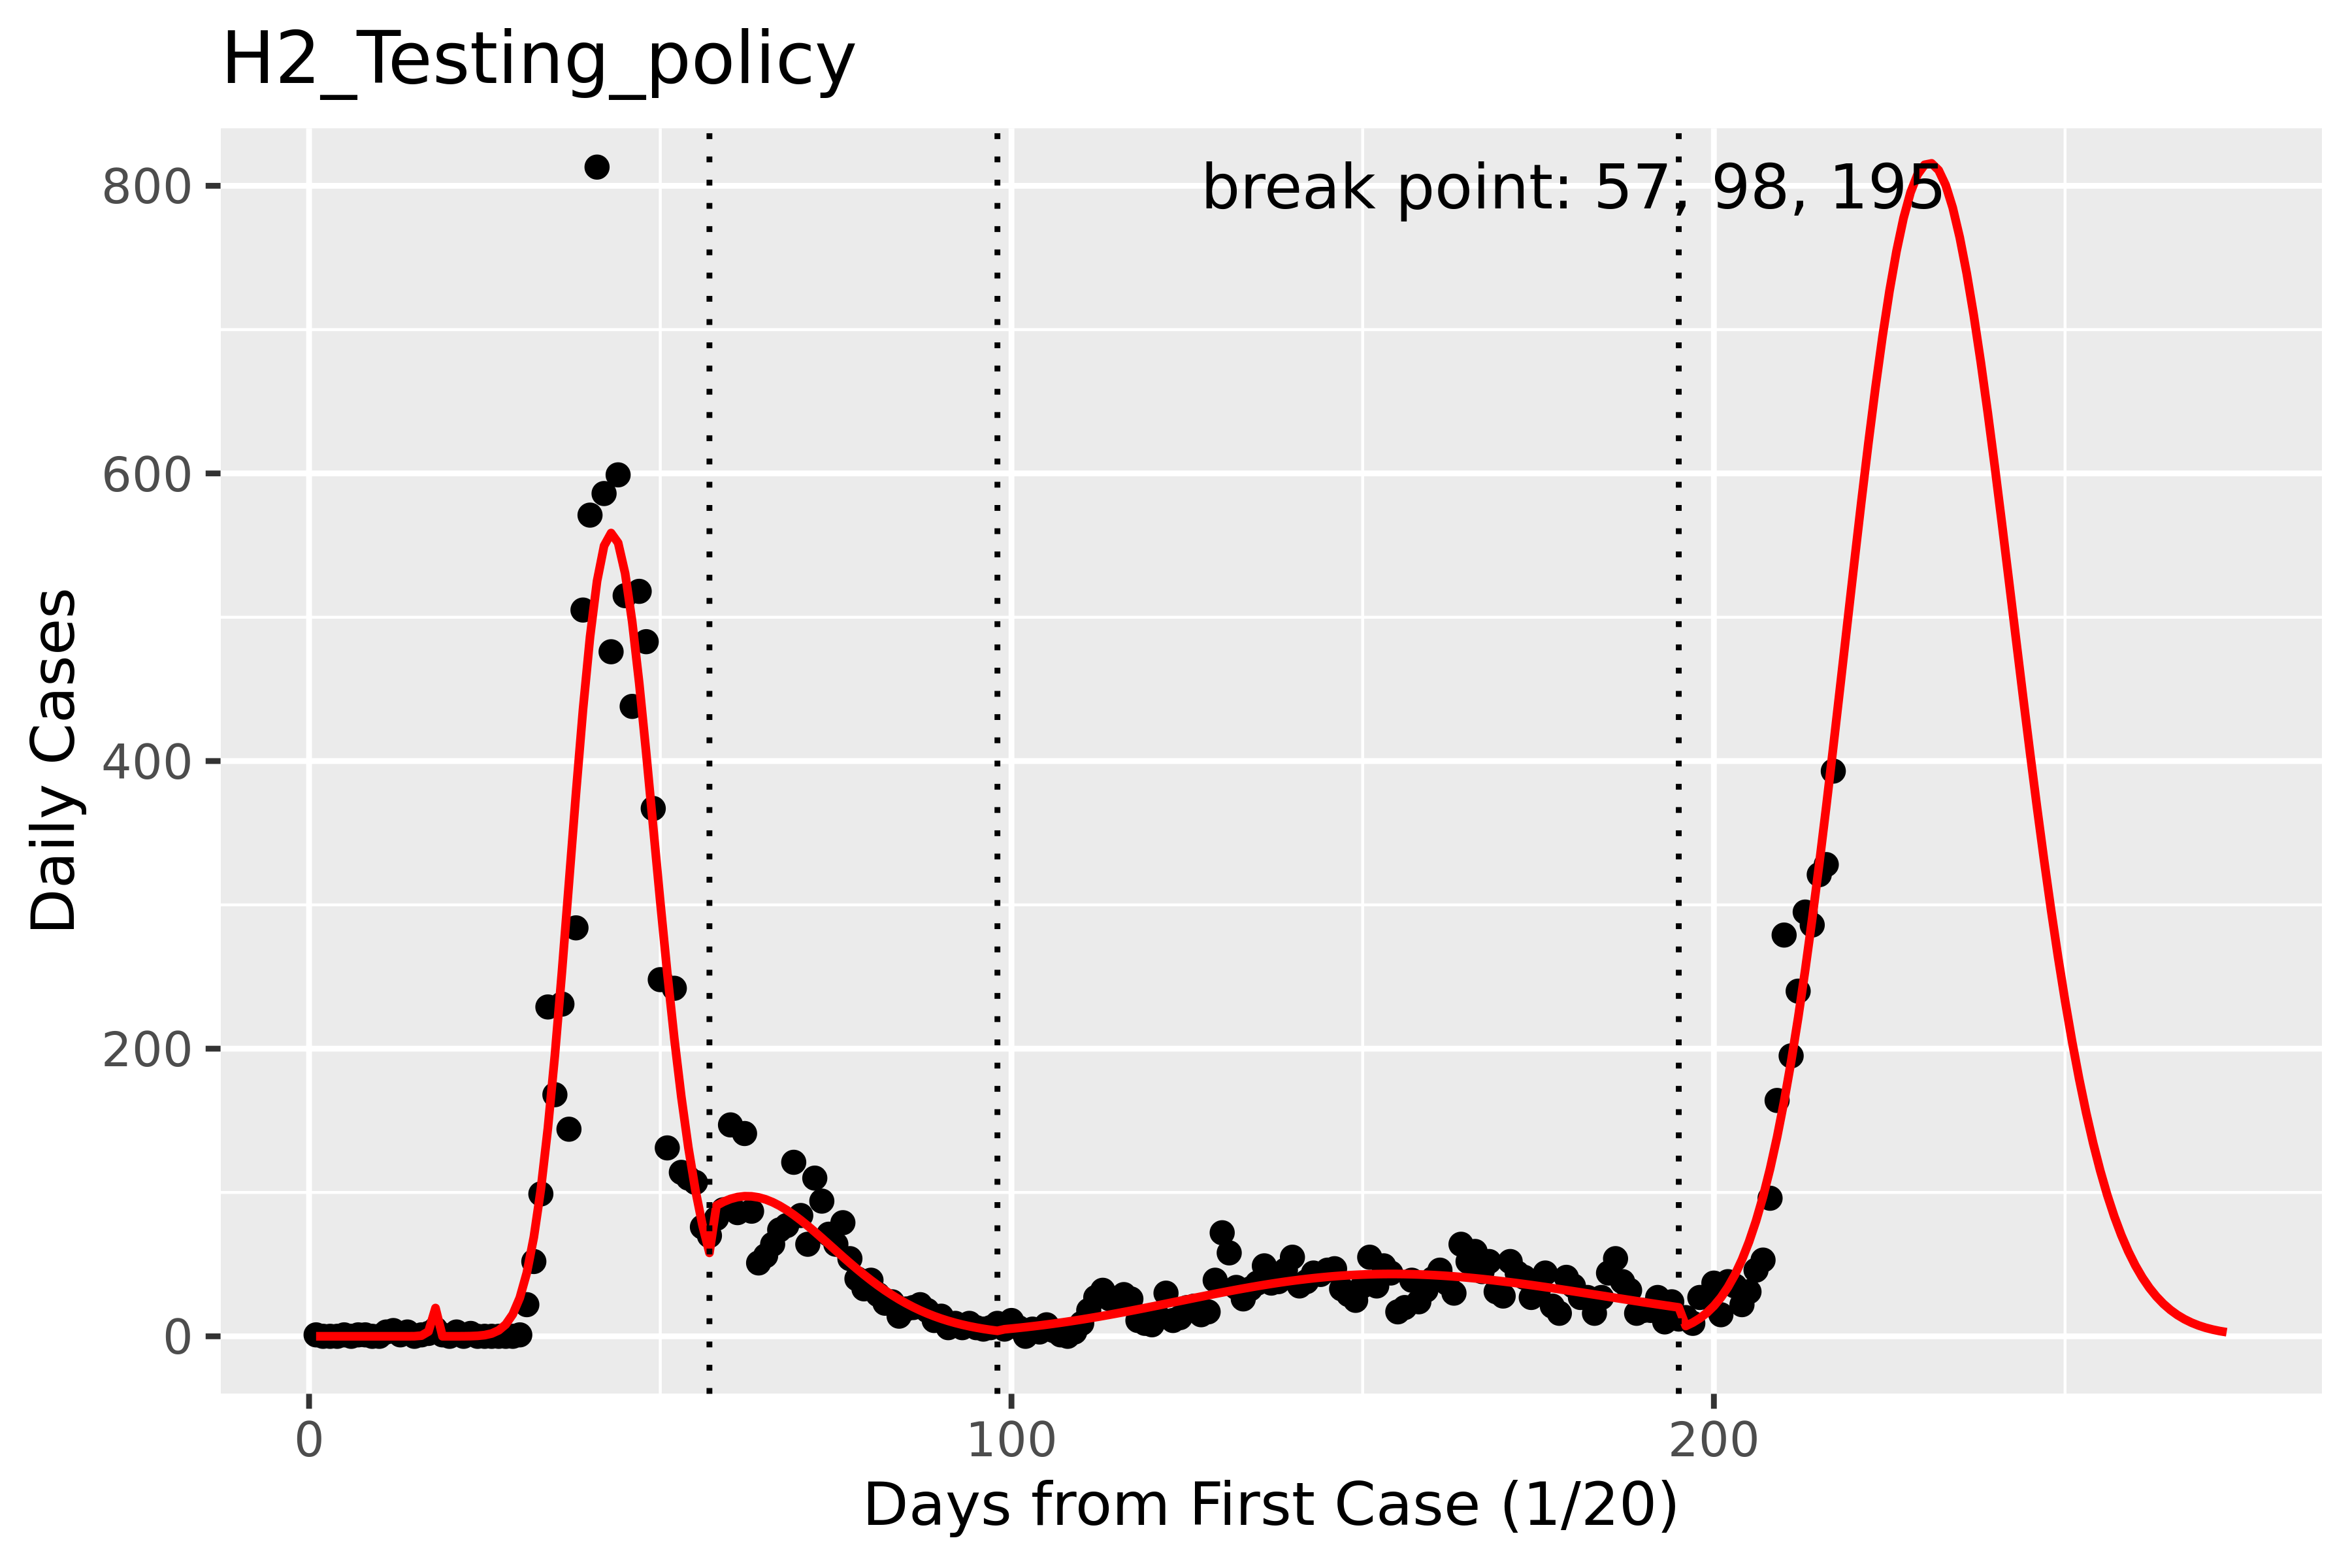 H2_Testing_policy
break point: 57, 98, 195
800
600
400
200
0
Daily Cases
0 100 200
Days from First Case (1/20)